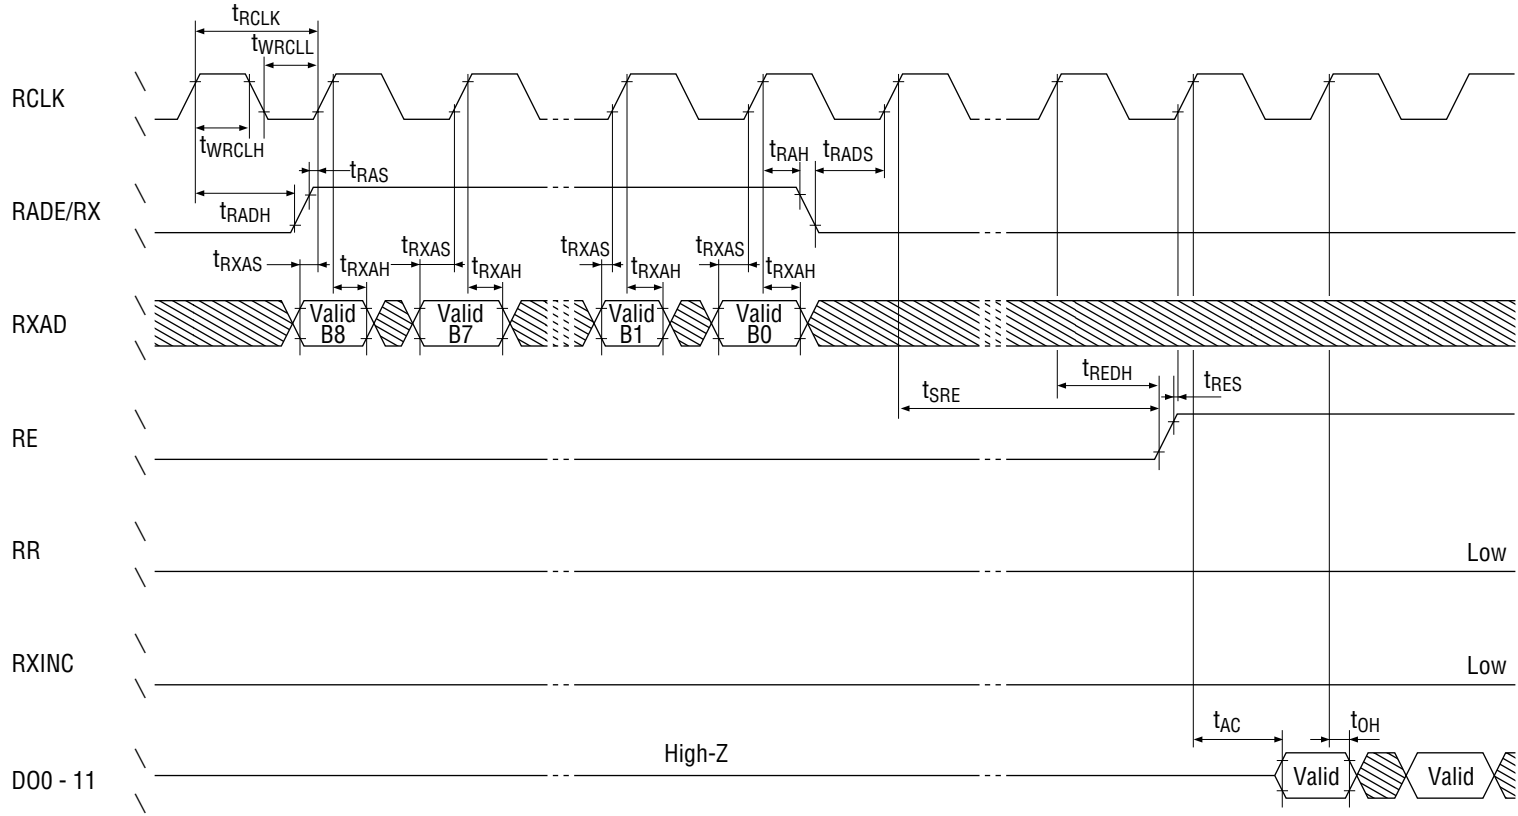 tRCLK
tWRCLL
RCLK
tWRCLH
tRAH
tRADS
tRAS
RADE/RX
tRADH
tRXAS
tRXAH
tRXAS
tRXAH
tRXAS
tRXAH
tRXAS
tRXAH
RXAD
Valid
B8
Valid
B7
Valid
B1
Valid
B0
tREDH
tRES
tSRE
RE
RR
Low
RXINC
Low
tAC
tOH
High-Z
DO0 - 11
Valid
Valid